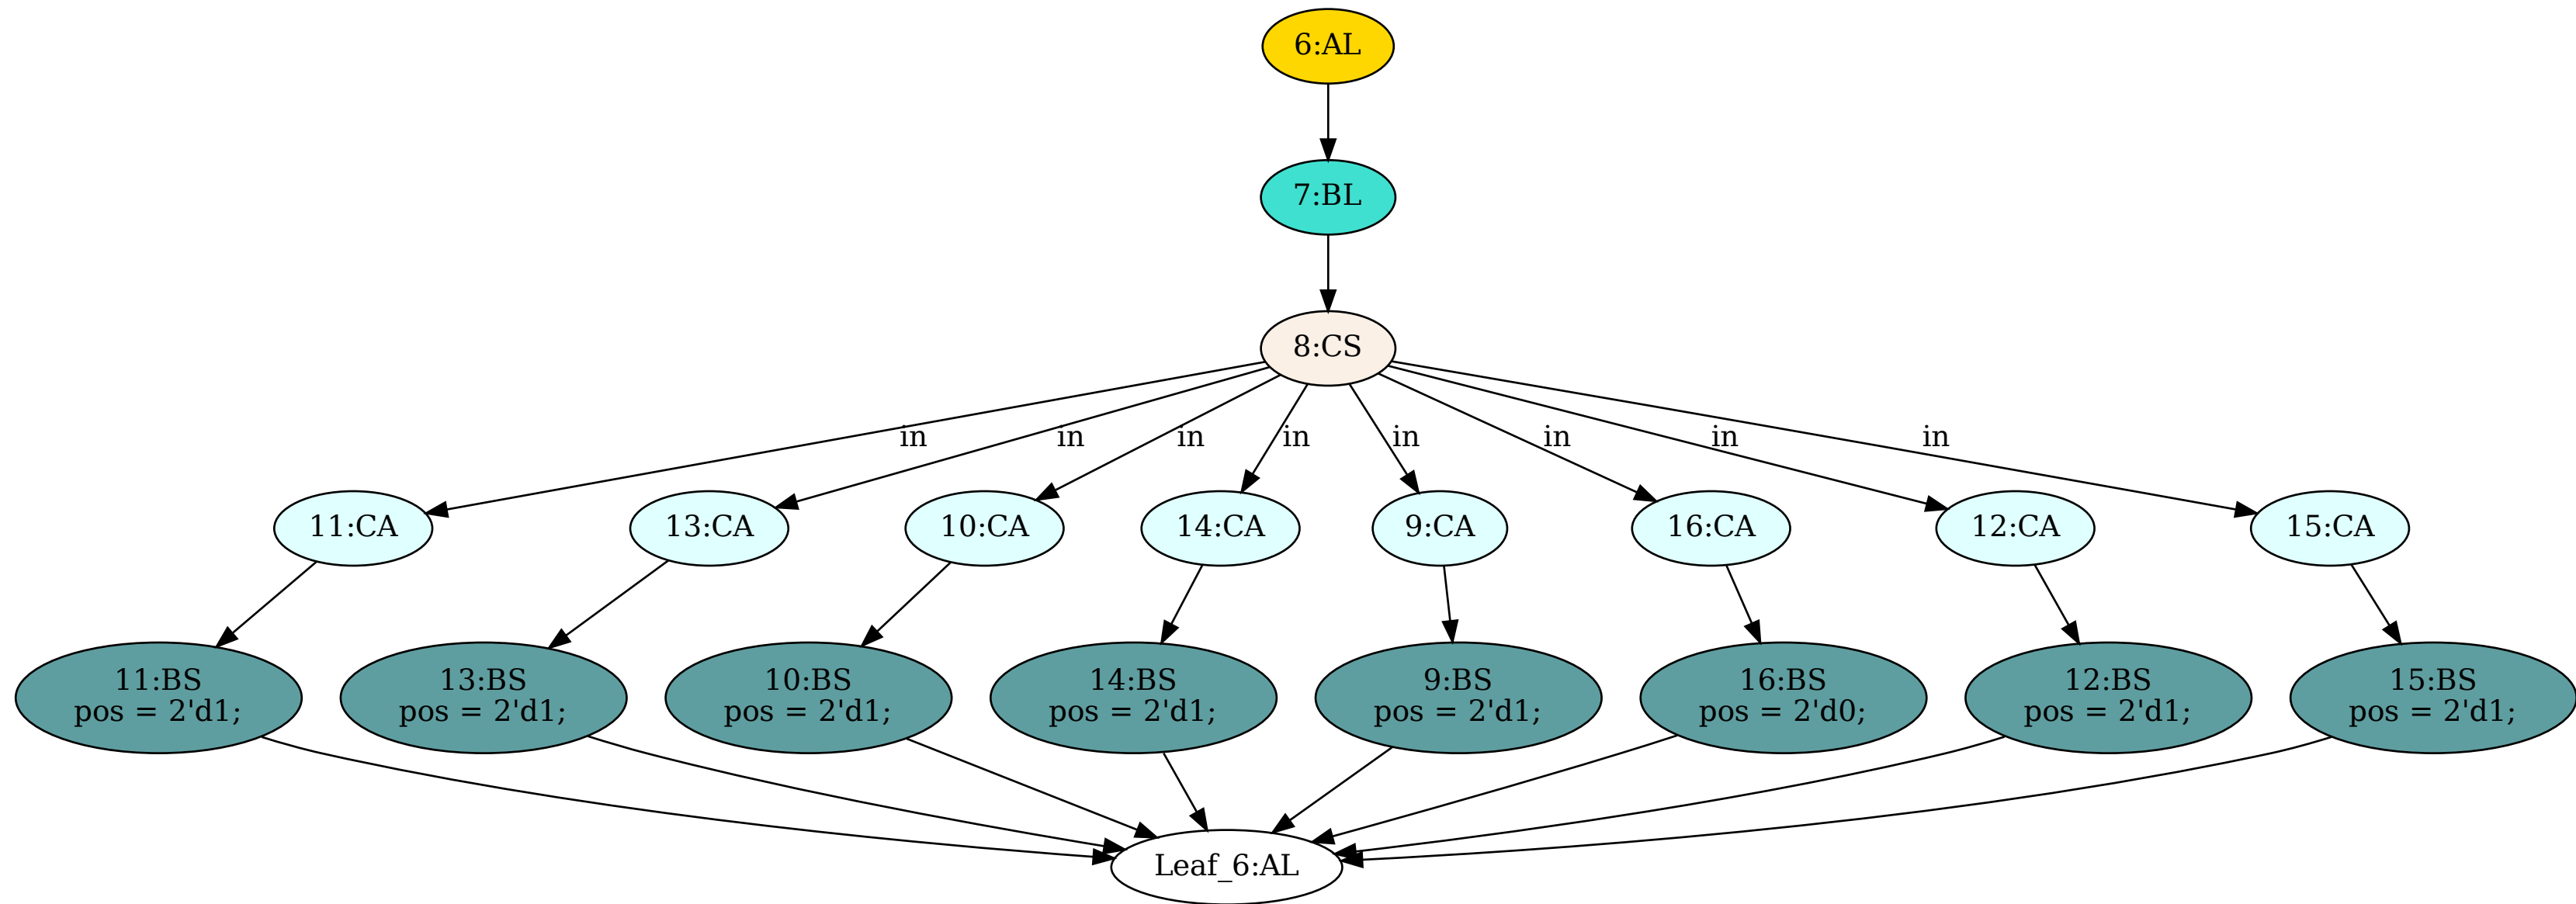 6:AL
7:BL
8:CS
in in in in in in in in
11:CA 13:CA 10:CA 14:CA 9:CA 16:CA 12:CA 15:CA
11:BS
pos = 2'd1;
13:BS
pos = 2'd1;
10:BS
pos = 2'd1;
14:BS
pos = 2'd1;
9:BS
pos = 2'd1;
16:BS
pos = 2'd0;
12:BS
pos = 2'd1;
15:BS
pos = 2'd1;
Leaf_6:AL